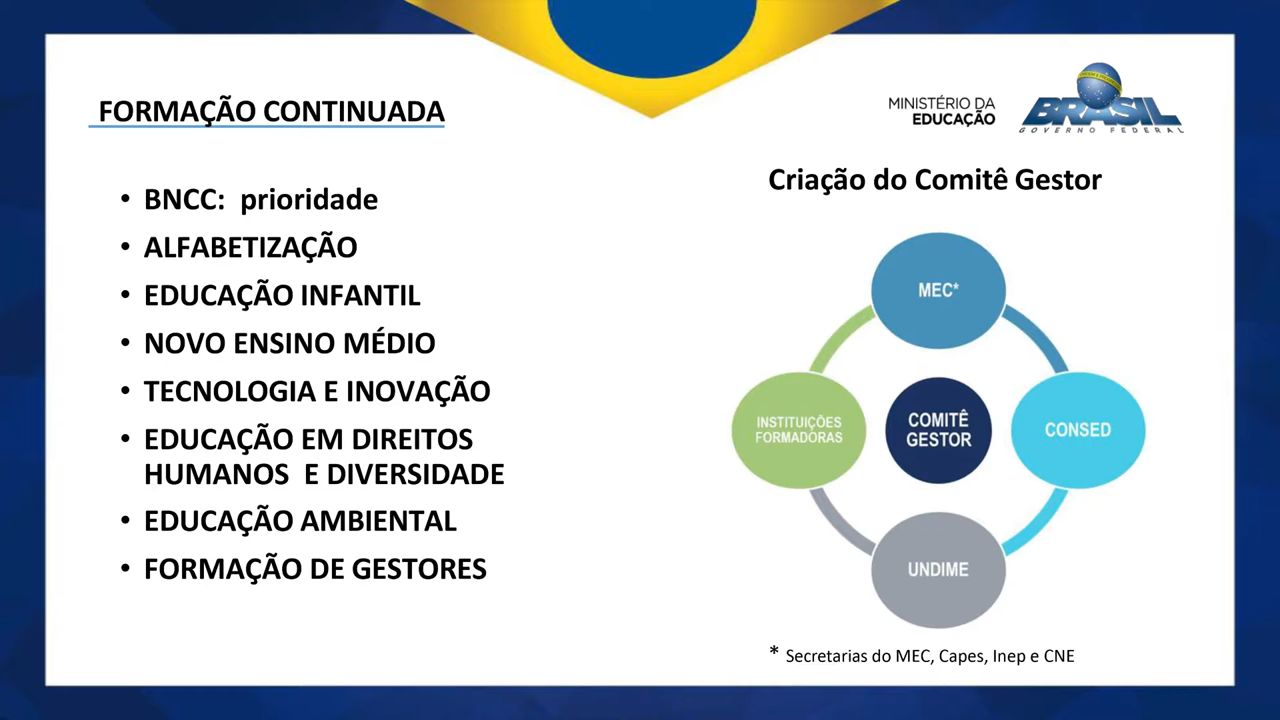 FORMAÇÃO CONTINUADA
MINISTÉRIO DA
EDUCAÇÃO
BRASIL
GOVERNO FEDERAL
• BNCC: prioridade
• ALFABETIZAÇÃO
• EDUCAÇÃO INFANTIL
• NOVO ENSINO MÉDIO
• TECNOLOGIA E INOVAÇÃO
• EDUCAÇÃO EM DIREITOS
HUMANOS E DIVERSIDADE
• EDUCAÇÃO AMBIENTAL
• FORMAÇÃO DE GESTORES
Criação do Comitê Gestor
MEC*
INSTITUIÇÕES
FORMADORAS
COMITÊ
GESTOR
CONSED
UNDIME
* Secretarias do MEC, Capes, Inep e CNE